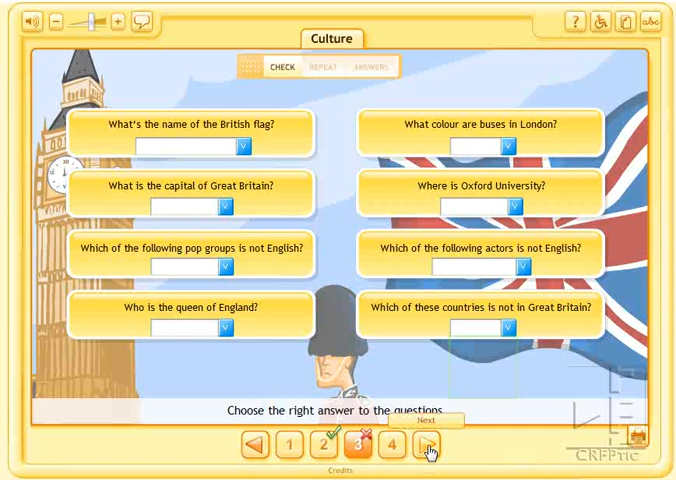 abc
Culture
CHECK REPEAT ANSWERS
What's the name of the British flag?
What colour are buses in London?
What is the capital of Great Britain?
Where is Oxford University?
Which of the following pop groups is not English?
Which of the following actors is not English?
Who is the queen of England?
Which of these countries is not in Great Britain?
Choose the right answer to the questions
Next
1 2 3 4
Credits